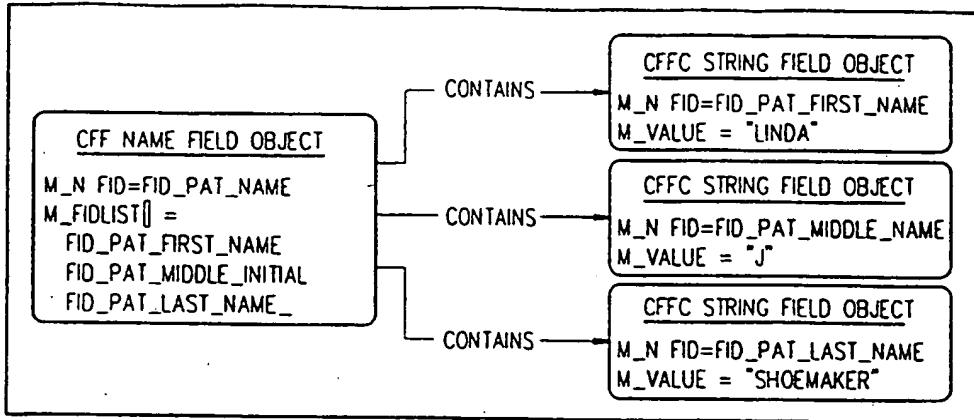 CFF NAME FIELD OBJECT
M_N FID=FID_PAT_NAME
M_FIDLIST[] =
FID_PAT_FIRST_NAME
FID_PAT_MIDDLE_INITIAL
FID_PAT_LAST_NAME_
CONTAINS
CFFC STRING FIELD OBJECT
M_N FID=FID_PAT_FIRST_NAME
M_VALUE = "LINDA"
CONTAINS
CFFC STRING FIELD OBJECT
M_N FID=FID_PAT_MIDDLE_NAME
M_VALUE = "J"
CONTAINS
CFFC STRING FIELD OBJECT
M_N FID=FID_PAT_LAST_NAME
M_VALUE = "SHOEMAKER"